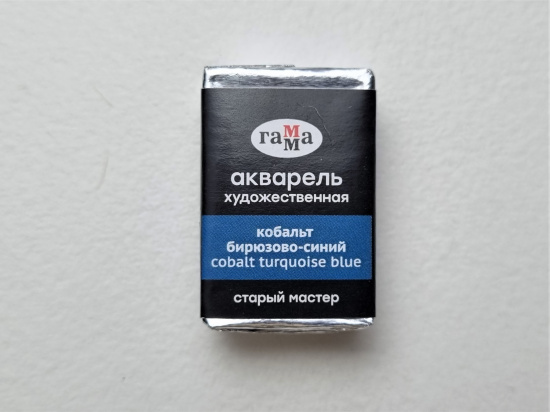 гамма
акварель
художественная
кобальт
бирюзово-синий
cobalt turquoise blue
старый мастер